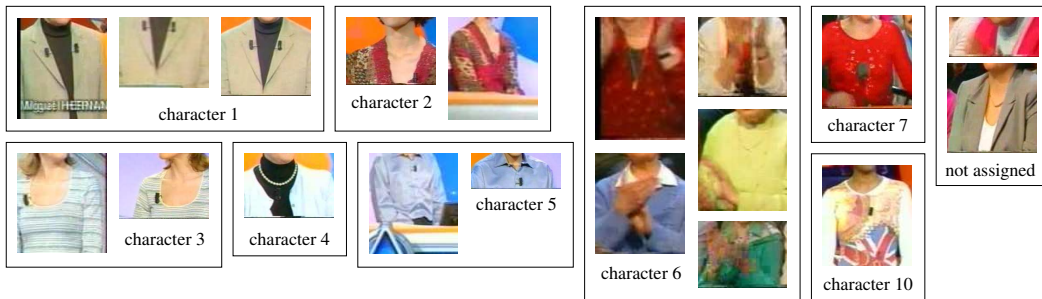 character 1
character 2
character 3
character 4
character 5
character 6
character 7
character 10
not assigned